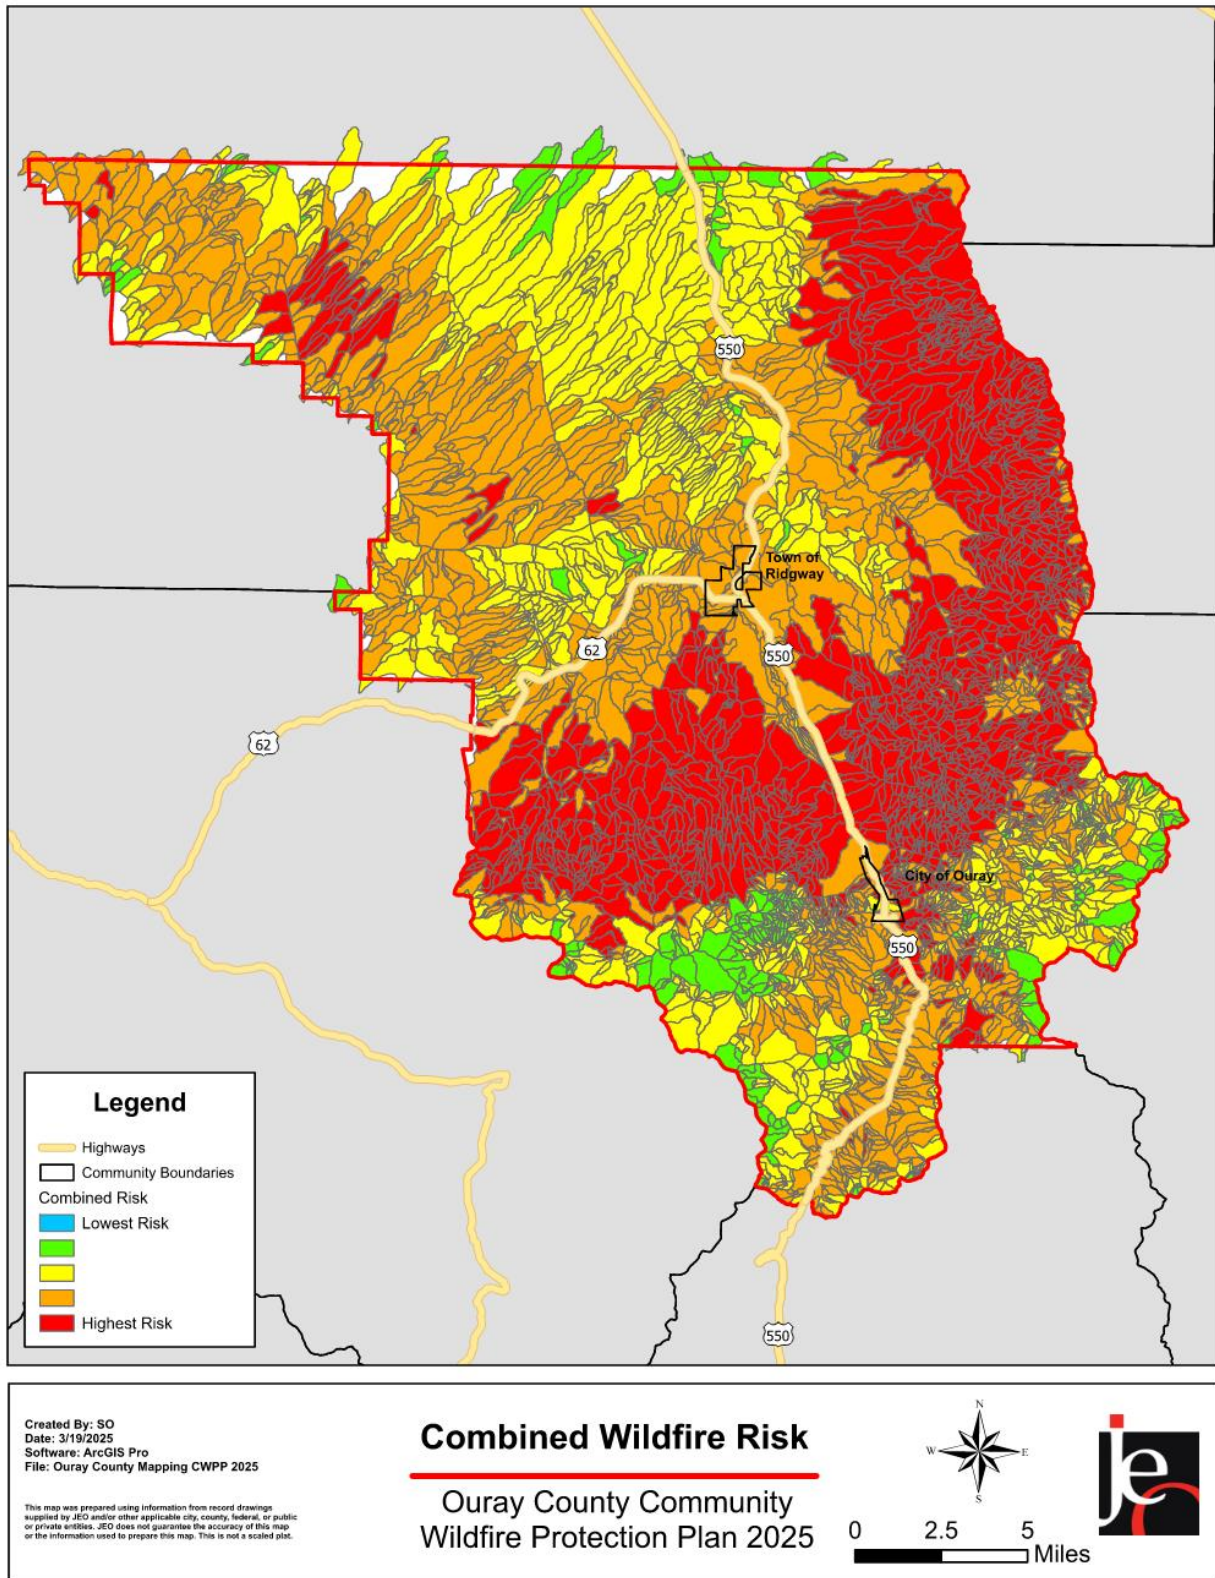 550
Town of
Ridgway
62
550
62
City of Ouray
550
Legend
Highways
Community Boundaries
Combined Risk
Lowest Risk
Highest Risk
550
Created By: SO
Date: 3/19/2025
Software: ArcGIS Pro
File: Ouray County Mapping CWPP 2025
This map was prepared using information from record drawings
supplied by JEO and/or other applicable city, county, federal, or public
or private entities. JEO does not guarantee the accuracy of this map
or the information used to prepare this map. This is not a scaled plat.
Combined Wildfire Risk
Ouray County Community
Wildfire Protection Plan 2025
N
W E
S
0 2.5 5
Miles
jeo